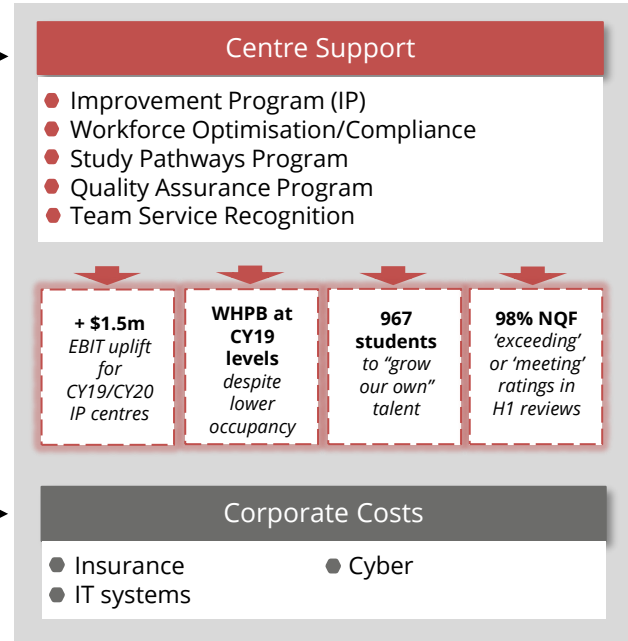 Centre Support
Improvement Program (IP)
Workforce Optimisation/Compliance
Study Pathways Program
Quality Assurance Program
Team Service Recognition
+ $1.5m
EBIT uplift
for
CY19/CY20
IP centres
WHPB at
CY19
levels
despite
lower
occupancy
967
students
to “grow
our own”
talent
98% NQF
‘exceeding’
or ‘meeting’
ratings in
H1 reviews
Corporate Costs
Insurance
IT systems
Cyber